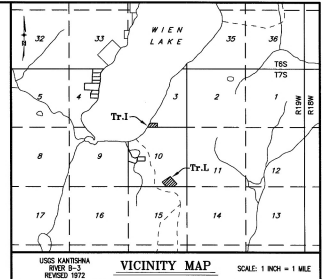 WIEN
LAKE
32
33
35
36
T6S
T7S
5
4
3
2
1
R19W
R18W
Tr.I
8
9
10
11
12
Tr.L
17
16
15
14
13
USGS KANTISHNA
RIVER B-3
REVISED 1972
VICINITY MAP
SCALE: 1 INCH = 1 MILE